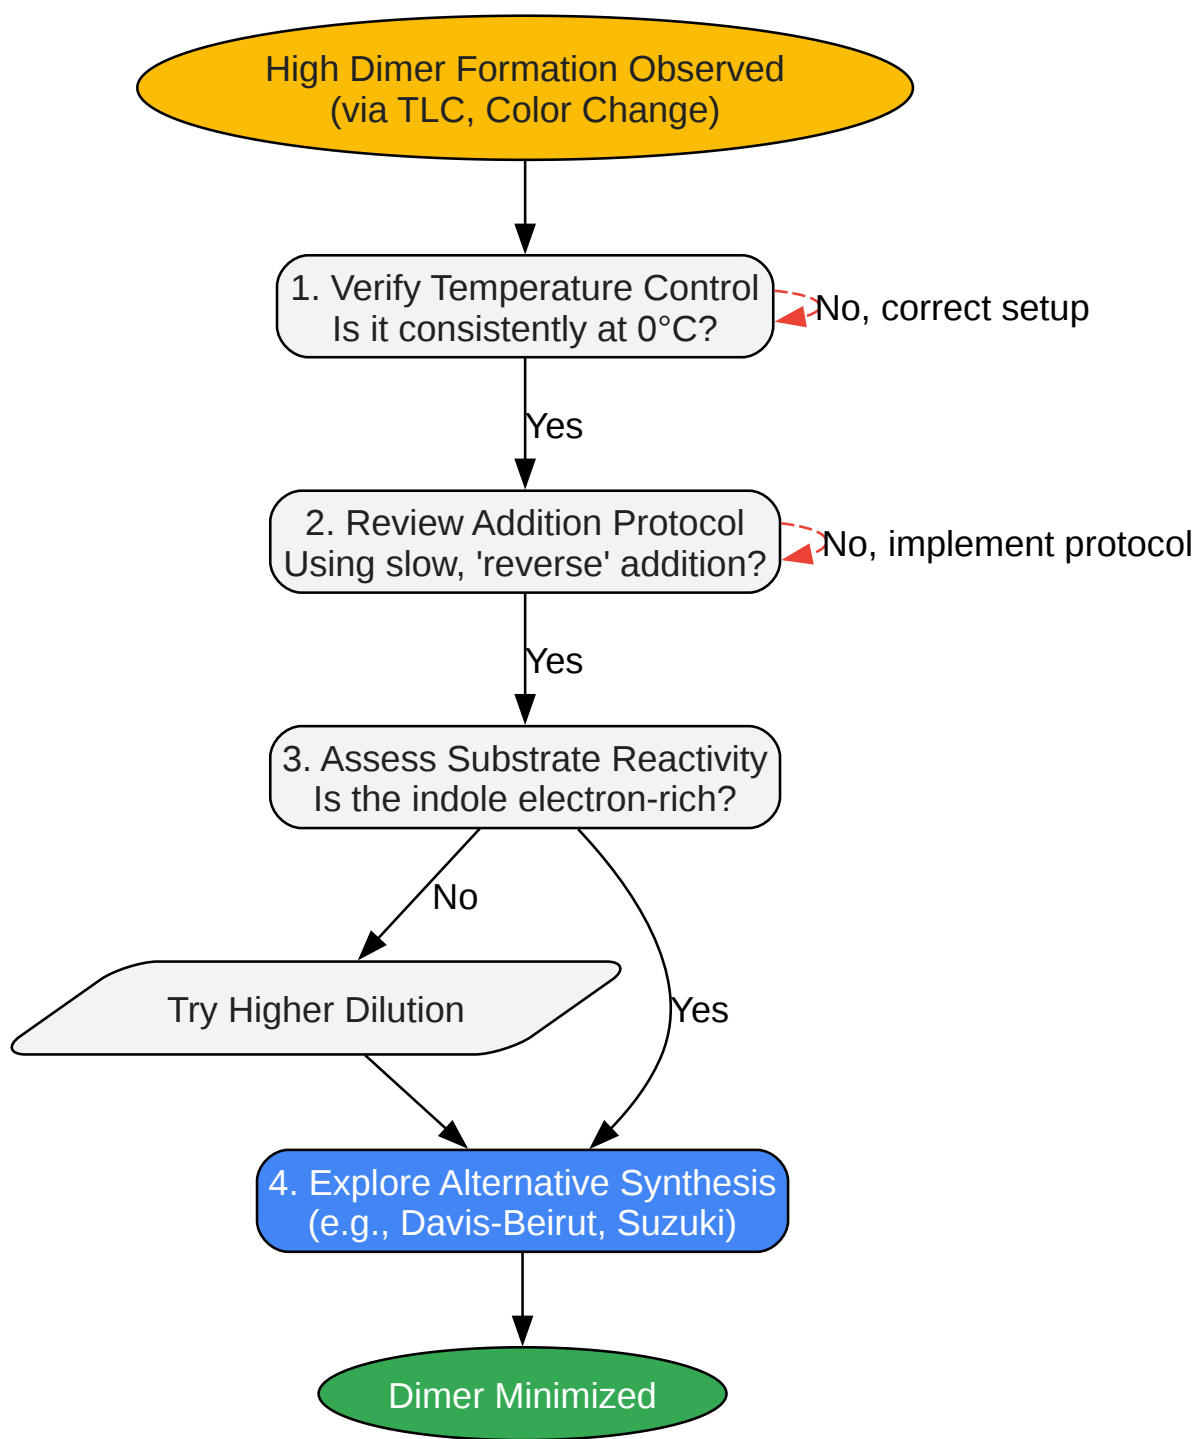 High Dimer Formation Observed
(via TLC, Color Change)
1. Verify Temperature Control
Is it consistently at 0°C?
No, correct setup
Yes
2. Review Addition Protocol
Using slow, 'reverse' addition?
No, implement protocol
Yes
3. Assess Substrate Reactivity
Is the indole electron-rich?
No
Try Higher Dilution
Yes
4. Explore Alternative Synthesis
(e.g., Davis-Beirut, Suzuki)
Dimer Minimized